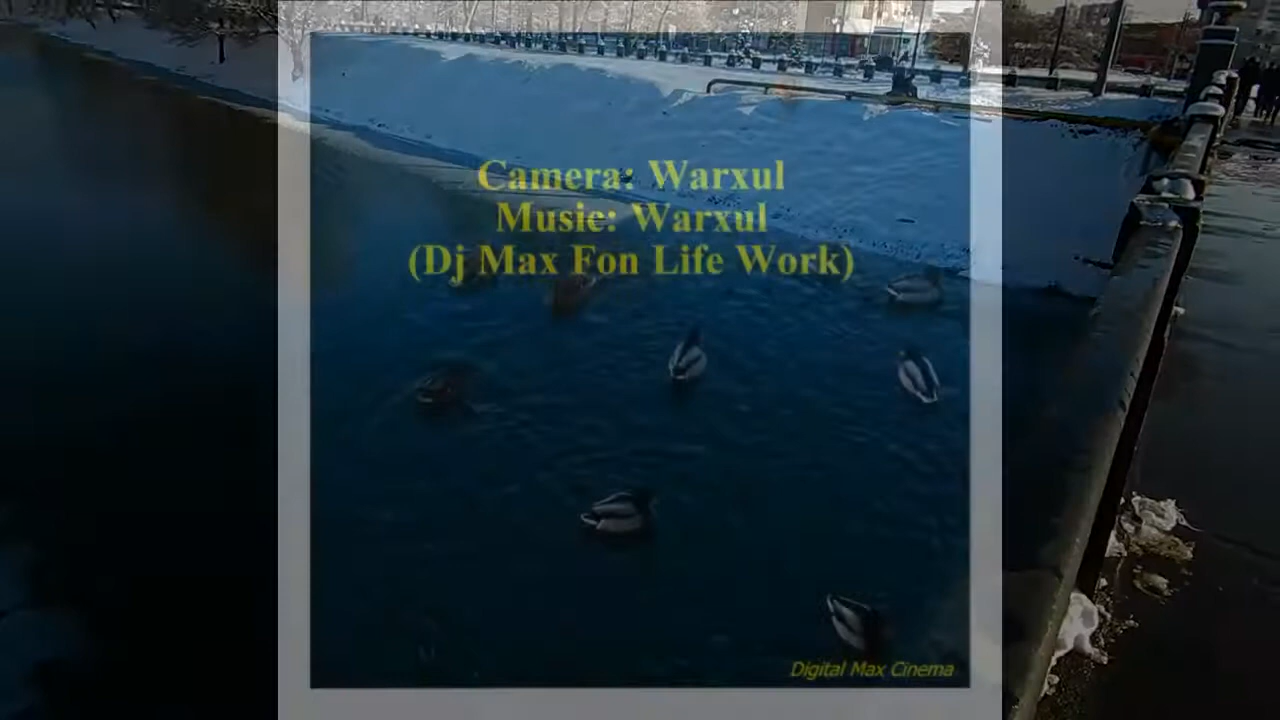 Camera: Warxul
Music: Warxul
(Dj Max Fon Life Work)
Digital Max Cinema